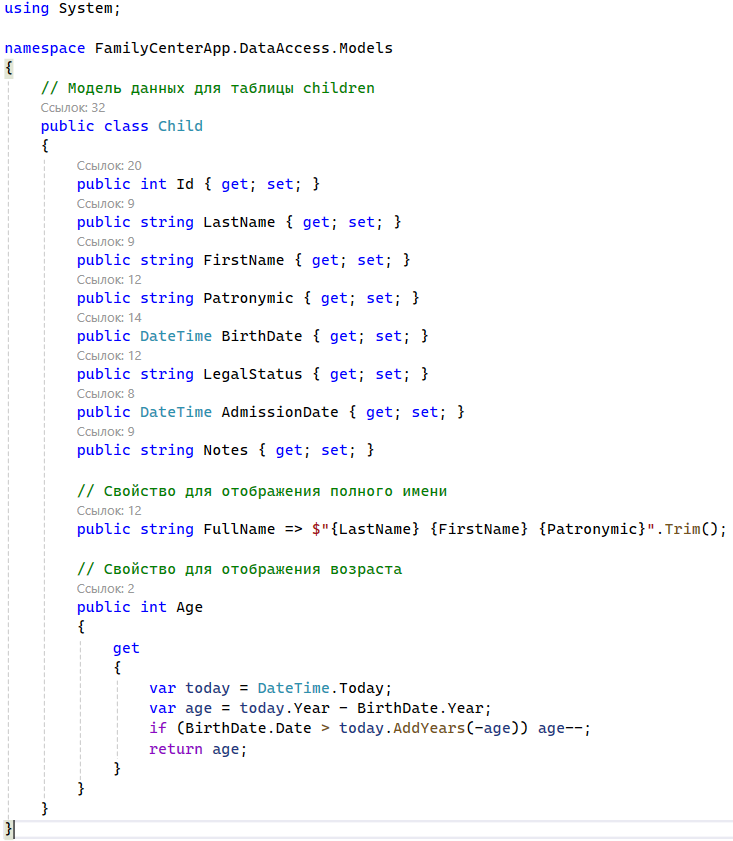 using System;
namespace FamilyCenterApp.DataAccess.Models
{
// Модель данных для таблицы children
Ссылок: 32
public class Child
{
Ссылок: 20
public int Id { get; set; }
Ссылок: 9
public string LastName { get; set; }
Ссылок: 9
public string FirstName { get; set; }
Ссылок: 12
public string Patronymic { get; set; }
Ссылок: 14
public DateTime BirthDate { get; set; }
Ссылок: 12
public string LegalStatus { get; set; }
Ссылок: 8
public DateTime AdmissionDate { get; set; }
Ссылок: 9
public string Notes { get; set; }
// Свойство для отображения полного имени
Ссылок: 12
public string FullName => $"{LastName} {FirstName} {Patronymic}".Trim();
// Свойство для отображения возраста
Ссылок: 2
public int Age
{
get
{
var today = DateTime.Today;
var age = today.Year - BirthDate.Year;
if (BirthDate.Date > today.AddYears(-age)) age--;
return age;
}
}
}
}